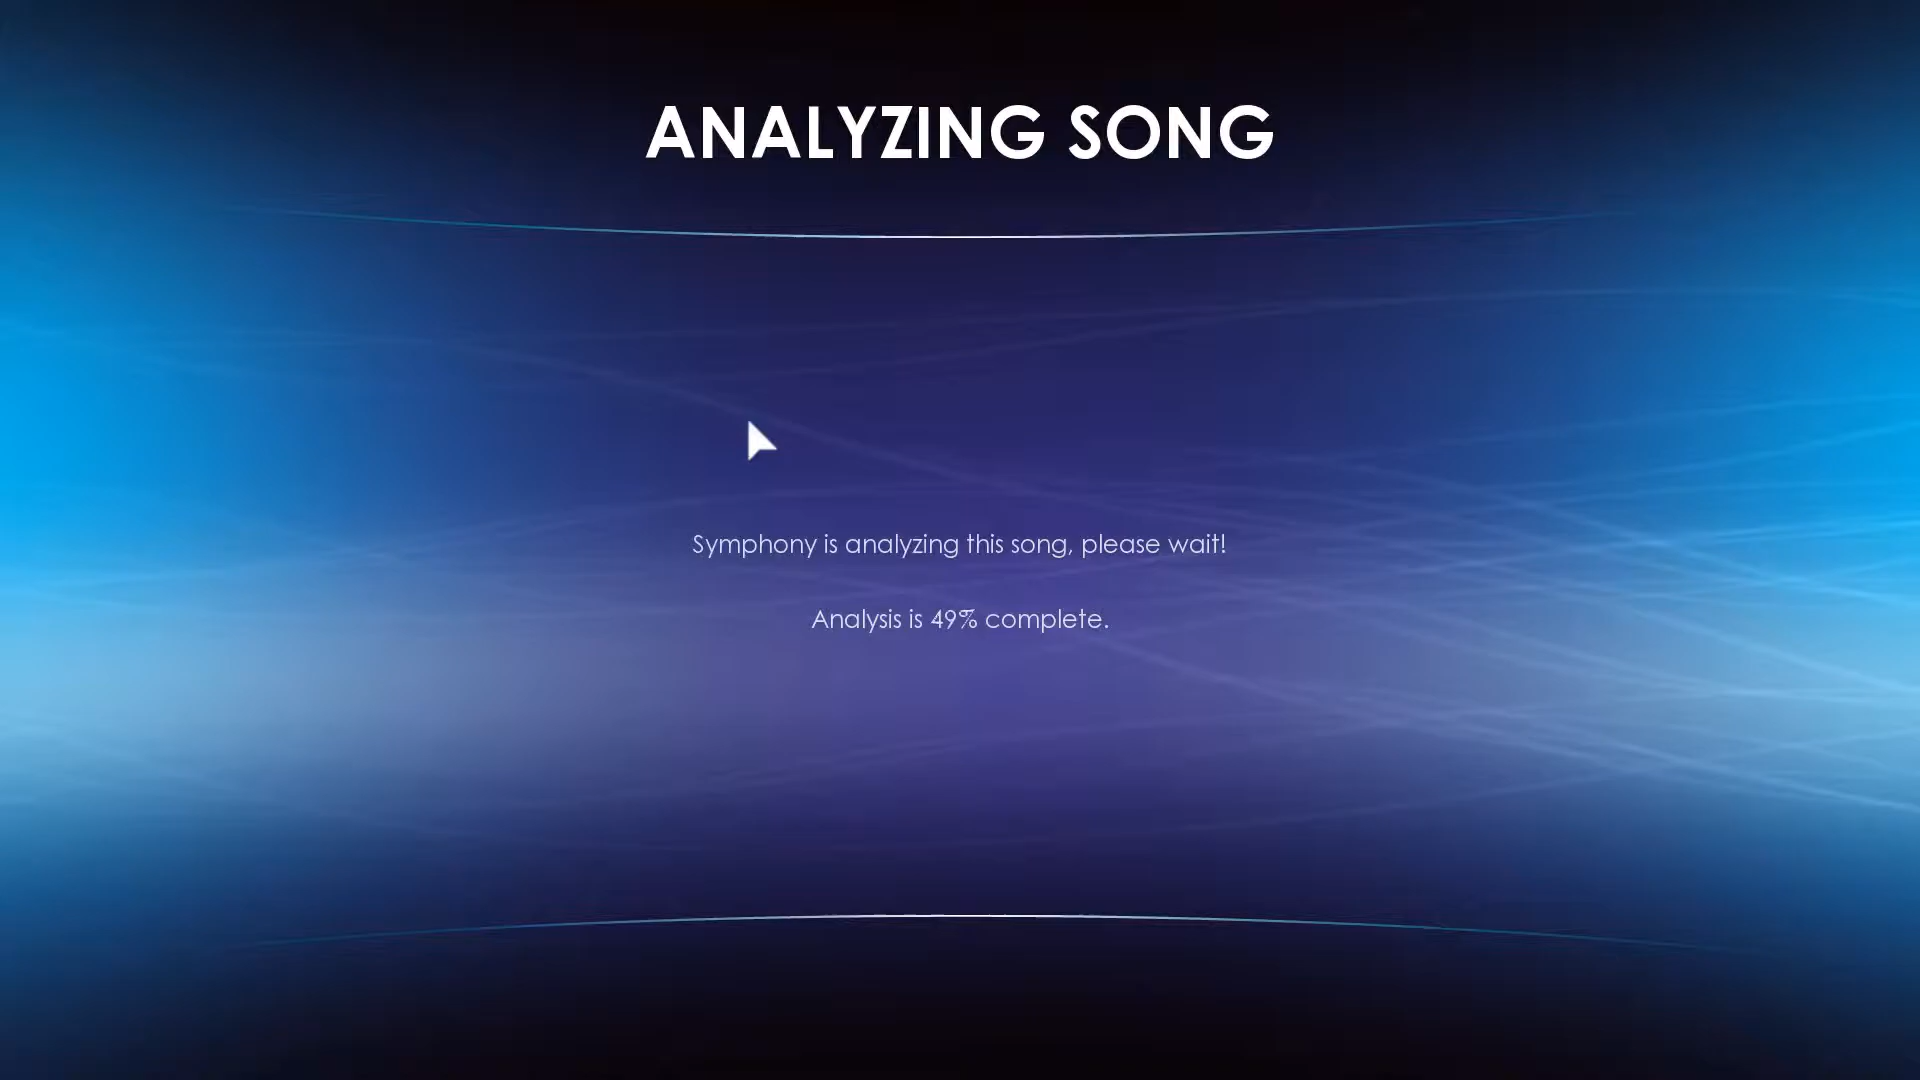 ANALYZING SONG
Symphony is analyzing this song, please wait!
Analysis is 49% complete.